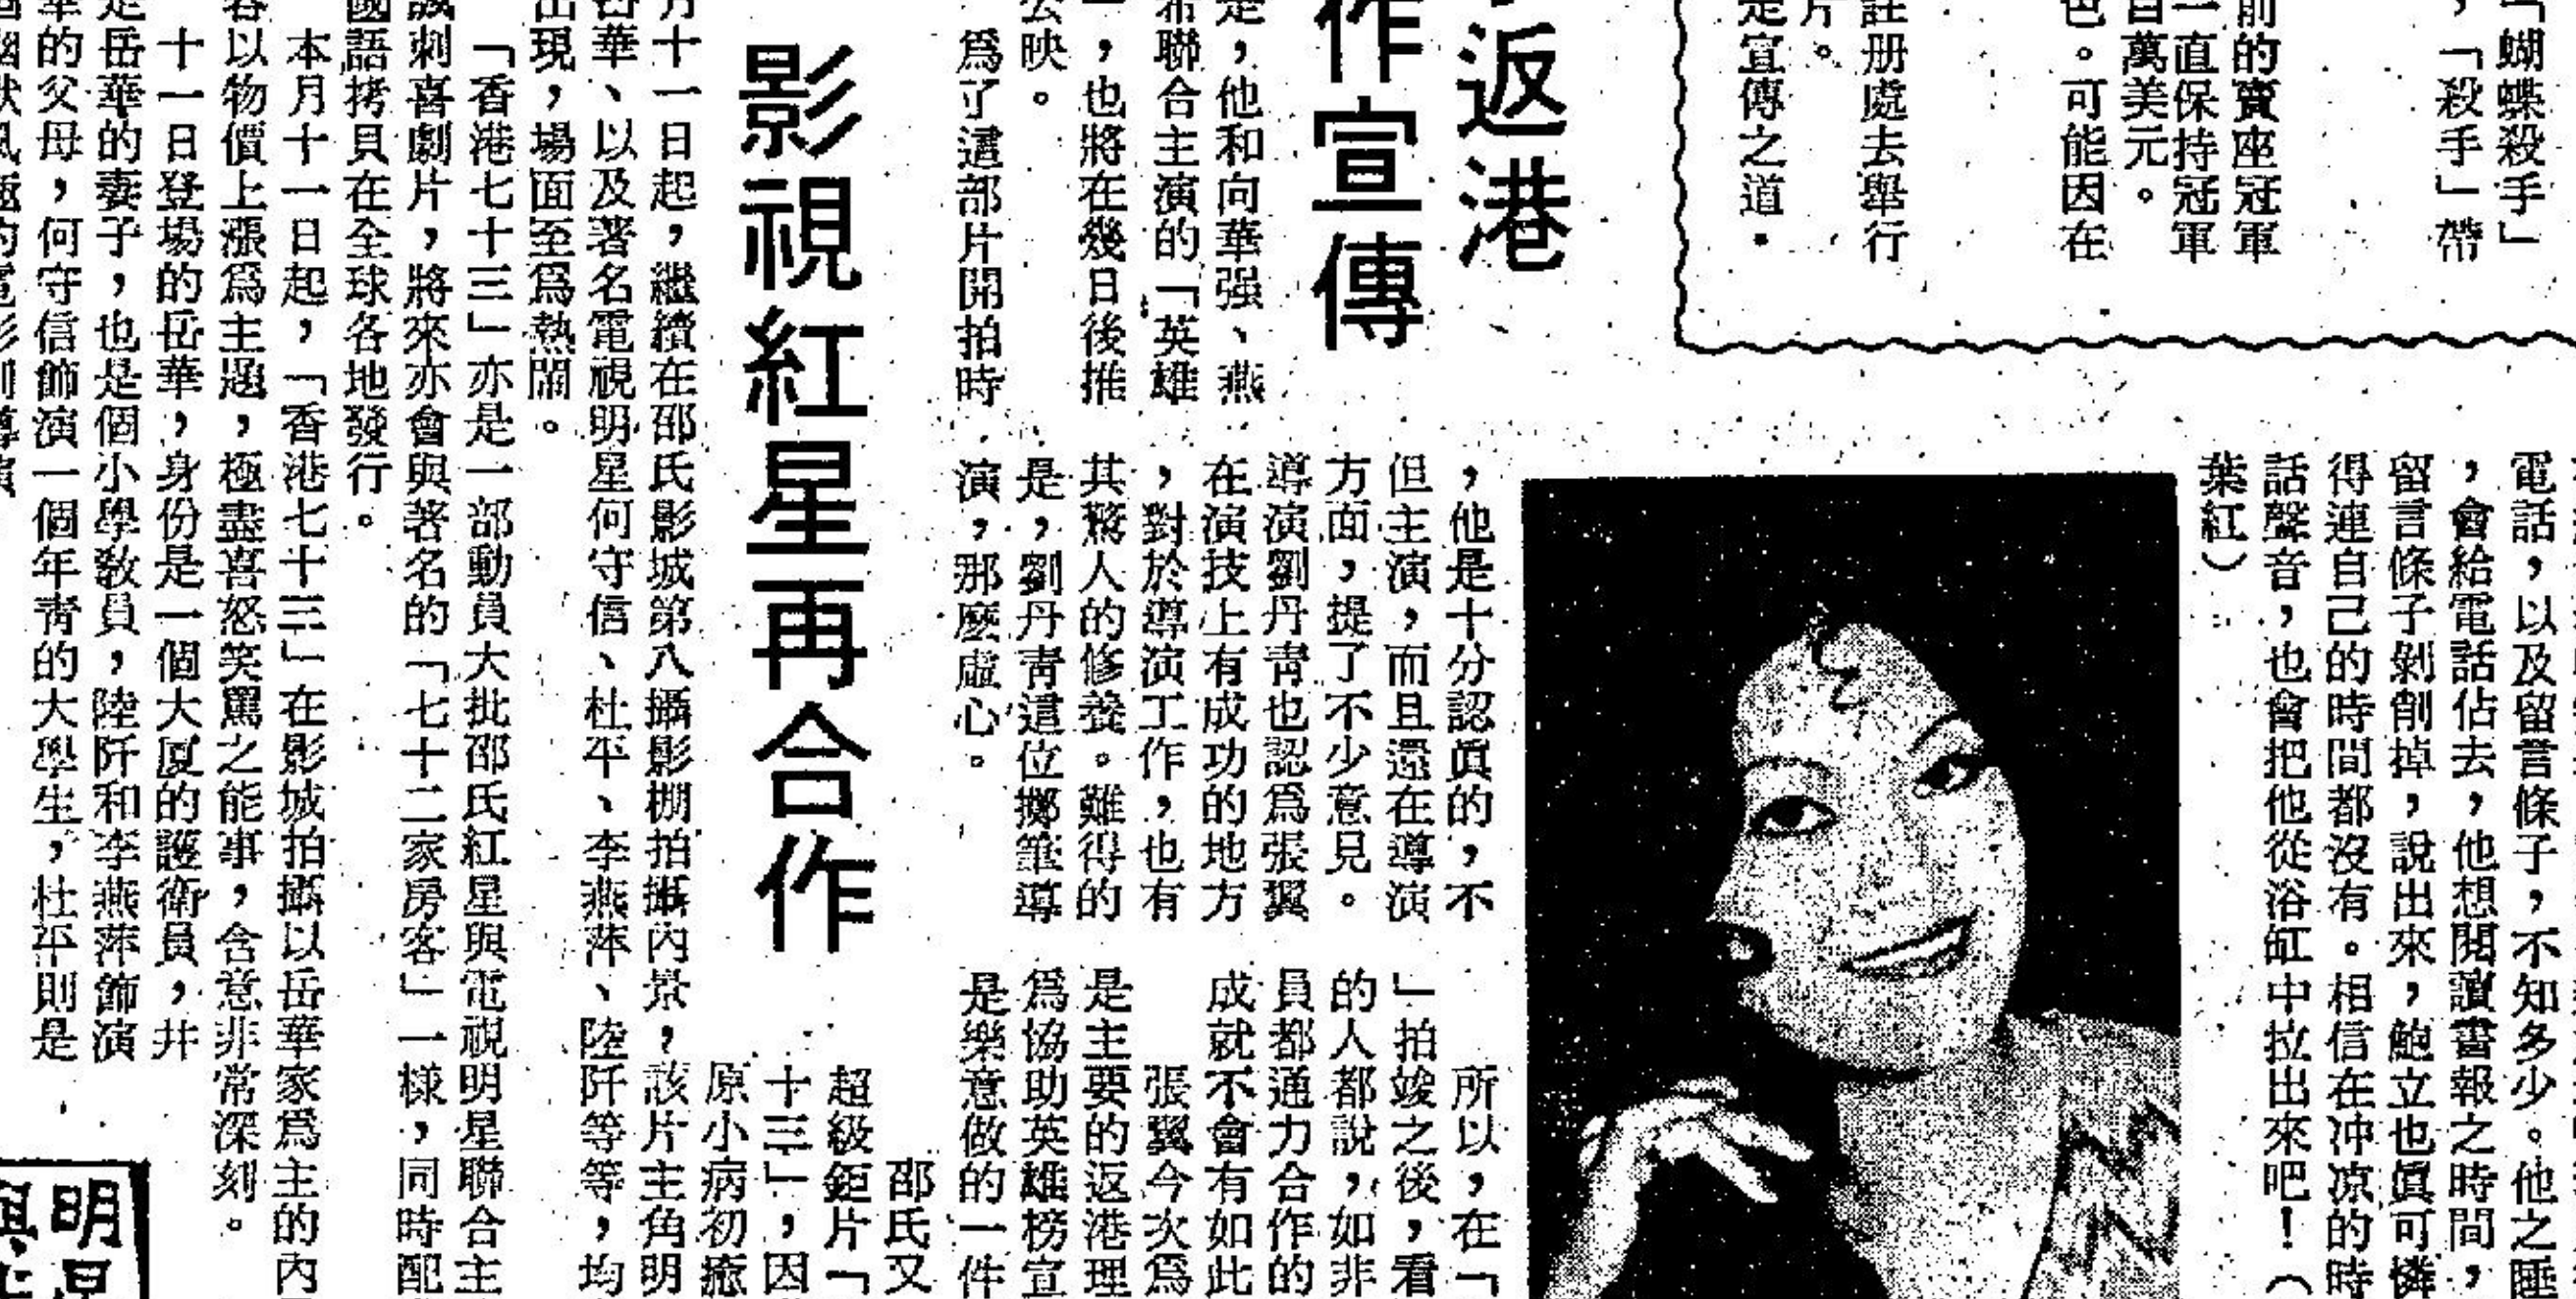 「蝴蝶殺手」
，「殺手」帶
前的賣座冠軍
一直保持冠軍
百萬美元。
色。可能因在
註册處去舉行
片。
是宣傳之道．
電話，以及留言條子，不知多少。他之睡
，會給電話佔去，他想閱讀書報之時間，
留言條子剝削掉，說出來，鮑立也眞可憐
得連自己的時間都沒有。相信在冲凉的時
話聲音，也會把他從浴缸中拉出來吧！（
葉紅）
返港
作宣傳
是，他和向華强、燕
希聯合主演的「英雄
」，也將在幾日後推
公映。
爲了這部片開拍時
，他是十分認眞的，不
但主演，而且還在導演
方面，提了不少意見。
導演劉丹青也認爲張翼
在演技上有成功的地方
，對於導演工作，也有
其驚人的修養。難得的
是，劉丹青這位擲筆導
演，那麽虛心。
所以，在「
」拍竣之後，看
的人都說，如非
員都通力合作的
成就不會有如此
張翼今次爲
是主要的返港理
爲協助英雄榜宣
是樂意做的一件
影視紅星再合作
邵氏又
超級鉅片「
十三」，因
原小病初癒
月十一日起，繼續在邵氏影城第八攝影棚拍攝內景，該片主角明
岳華、以及著名電視明星何守信、杜平、李燕萍、陸阡等等，均
出現，場面至爲熱鬧。
「香港七十三」亦是一部動員大批邵氏紅星與電視明星聯合主
諷刺喜劇片，將來亦會與著名的「七十二家房客」一樣，同時配
國語拷貝在全球各地發行。
本月十一日起，「香港七十三」在影城拍攝以岳華家爲主的內
容以物價上漲爲主題，極盡喜怒笑罵之能事，含意非常深刻。
十一日登場的岳華，身份是一個大厦的護衛員，井
是岳華的妻子，也是個小學敎員，陸阡和李燕萍飾演
華的父母，何守信飾演一個年青的大學生，杜平則是
幽默風趣的電影副導演
明星